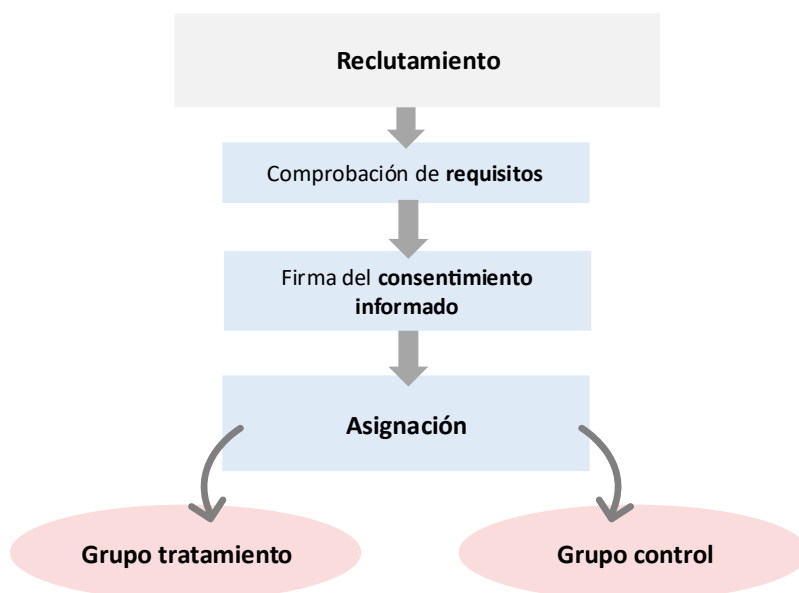 Reclutamiento
Comprobación de requisitos
Firma del consentimiento
informado
Asignación
Grupo tratamiento
Grupo control